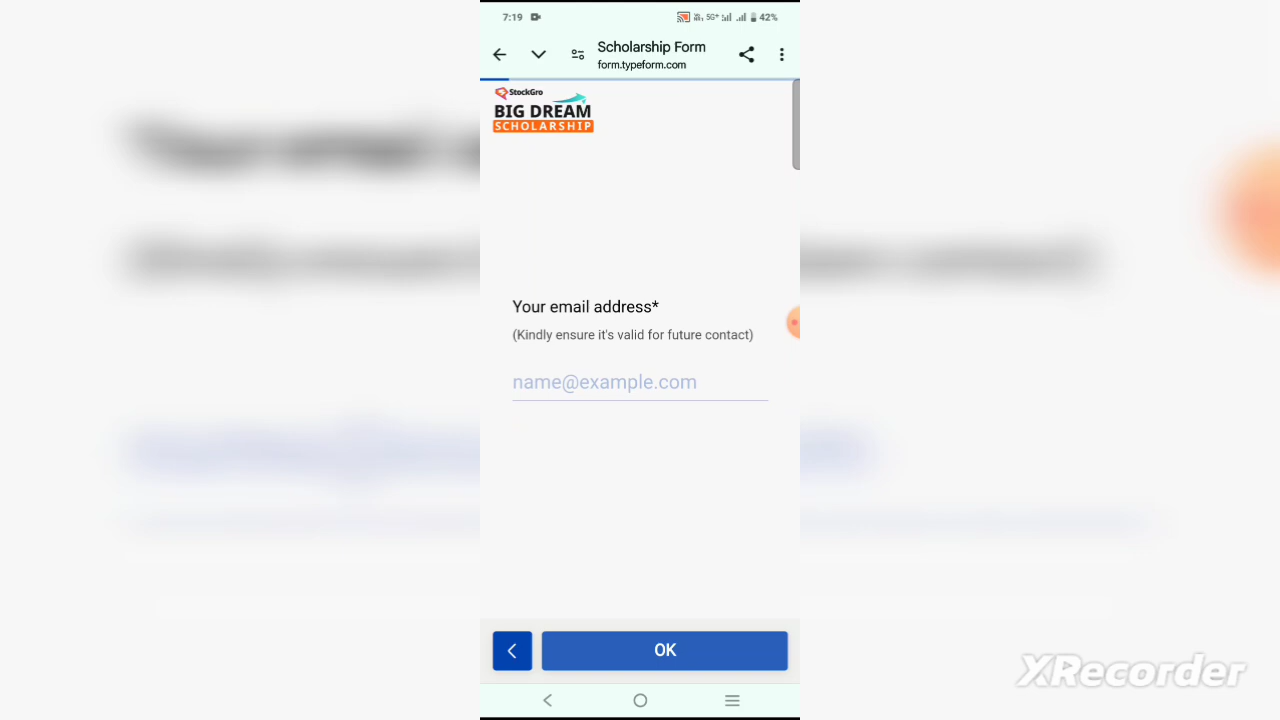 7:19 5G+ 42%
Scholarship Form
form.typeform.com
StockGro
BIG DREAM
SCHOLARSHIP
Your email address*
(Kindly ensure it's valid for future contact)
name@example.com
OK
XRecorder